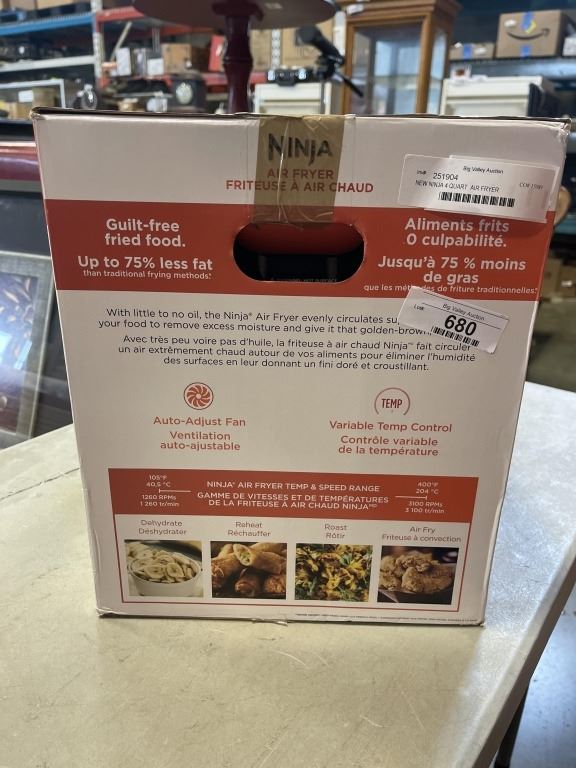 NINJA
AIR FRYER
FRITEUSE À AIR CHAUD
Big Valley Auction
251904
NEW NINJA 4 QUART AIR FRYER
Guilt-free
fried food.
Up to 75% less fat
than traditional frying methods.*
Aliments frits
0 culpabilité.
Jusqu'à 75 % moins
de gras
que les méthodes de friture traditionnelles.*
Big Valley Auction
Lot#
680
With little to no oil, the Ninja® Air Fryer evenly circulates
your food to remove excess moisture and give it that golden-brown,
Avec très peu voire pas d'huile, la friteuse à air chaud Ninja™ fait circuler
un air extrêmement chaud autour de vos aliments pour éliminer l'humidité
des surfaces en leur donnant un fini doré et croustillant.
Auto-Adjust Fan
Ventilation
auto-ajustable
TEMP
Variable Temp Control
Contrôle variable
de la température
105°F
40,5 °C
1260 RPMs
1 260 tr/min
NINJA® AIR FRYER TEMP & SPEED RANGE
GAMME DE VITESSES ET DE TEMPÉRATURES
DE LA FRITEUSE À AIR CHAUD NINJAᴹᴰ
400°F
204 °C
3100 RPMs
3 100 tr/min
Dehydrate
Déshydrater
Reheat
Réchauffer
Roast
Rôtir
Air Fry
Friteuse à convection